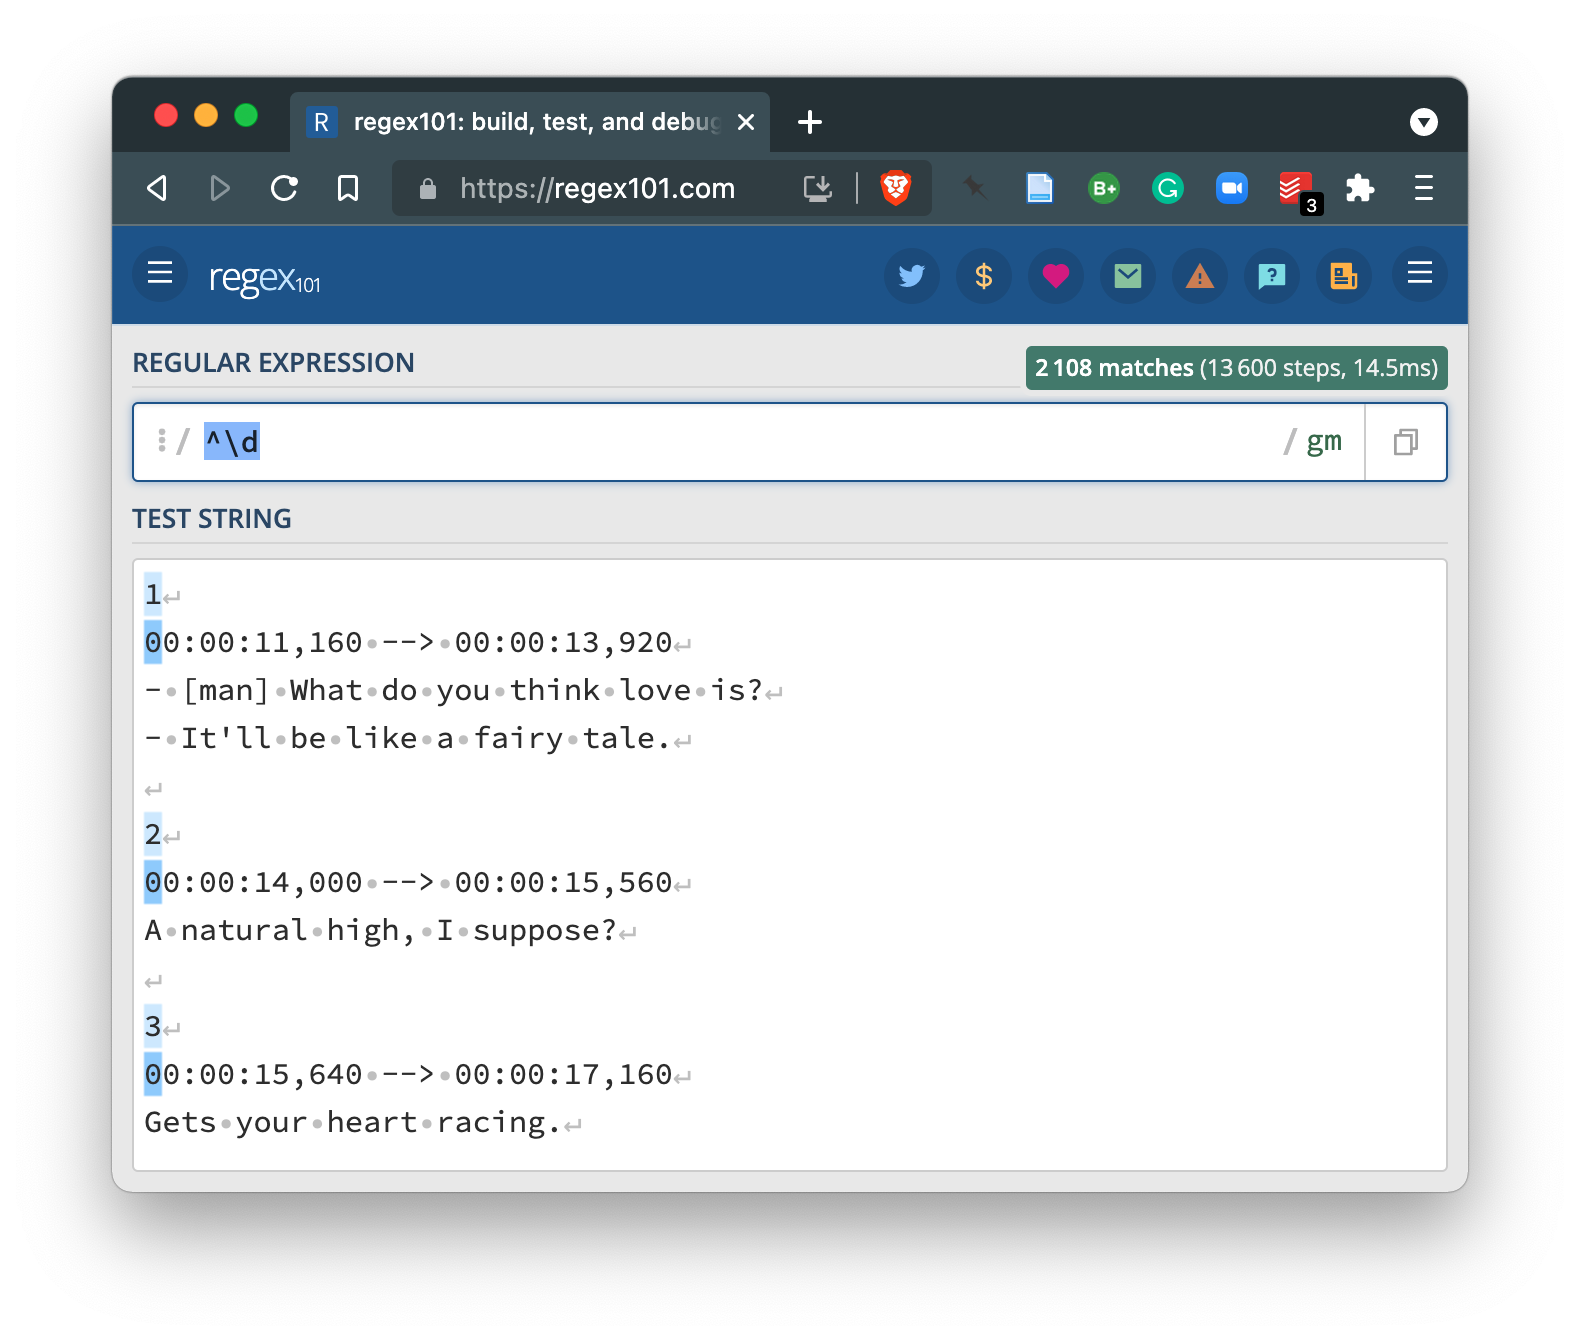 R regex101: build, test, and debug
https://regex101.com
B+
G
3
regex101
$
?
REGULAR EXPRESSION
2 108 matches (13 600 steps, 14.5ms)
/ ^\d / gm
TEST STRING
1↵
00:00:11,160•-->•00:00:13,920↵
-•[man]•What•do•you•think•love•is?↵
-•It'll•be•like•a•fairy•tale.↵
↵
2↵
00:00:14,000•-->•00:00:15,560↵
A•natural•high,•I•suppose?↵
↵
3↵
00:00:15,640•-->•00:00:17,160↵
Gets•your•heart•racing.↵